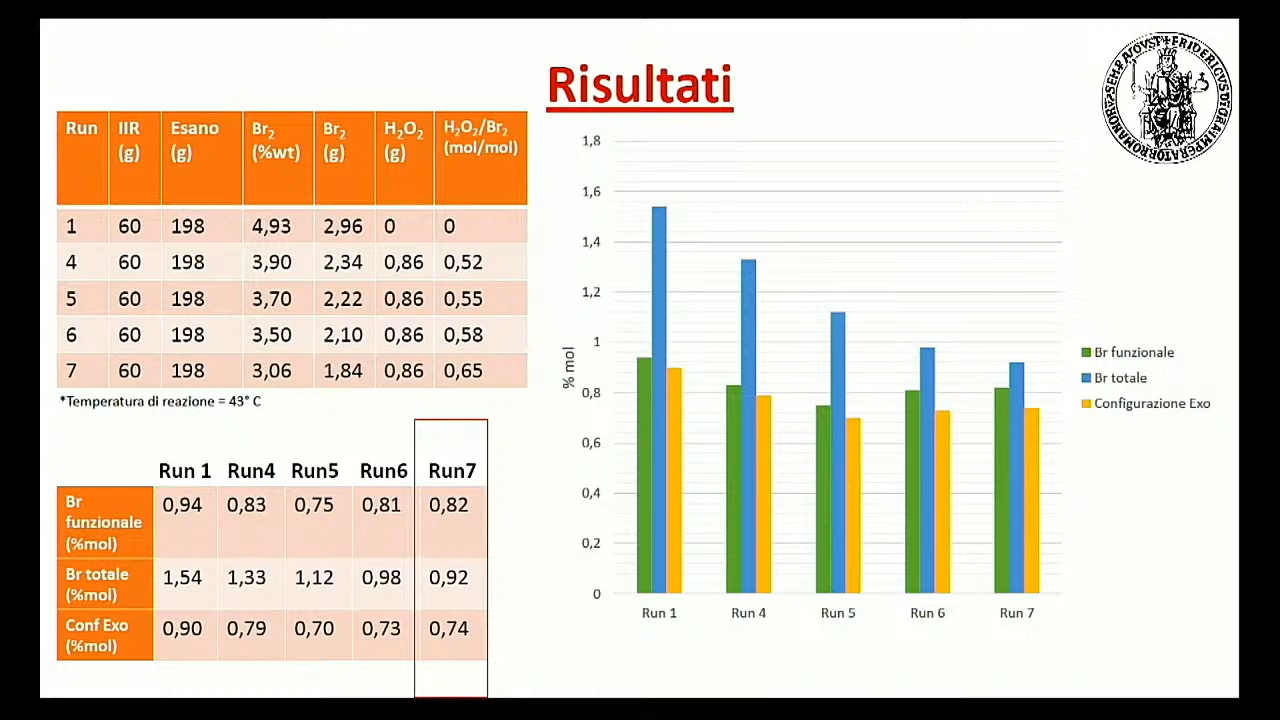 Risultati
Run IIR (g) Esano (g) Br2 (%wt) Br2 (g) H2O2 (g) H2O2/Br2 (mol/mol)
1 60 198 4,93 2,96 0 0
4 60 198 3,90 2,34 0,86 0,52
5 60 198 3,70 2,22 0,86 0,55
6 60 198 3,50 2,10 0,86 0,58
7 60 198 3,06 1,84 0,86 0,65
*Temperatura di reazione = 43° C
Run 1 Run4 Run5 Run6 Run7
Br funzionale (%mol) 0,94 0,83 0,75 0,81 0,82
Br totale (%mol) 1,54 1,33 1,12 0,98 0,92
Conf Exo (%mol) 0,90 0,79 0,70 0,73 0,74
1,8
1,6
1,4
1,2
1
0,8
0,6
0,4
0,2
0
% mol
Run 1 Run 4 Run 5 Run 6 Run 7
Br funzionale
Br totale
Configurazione Exo